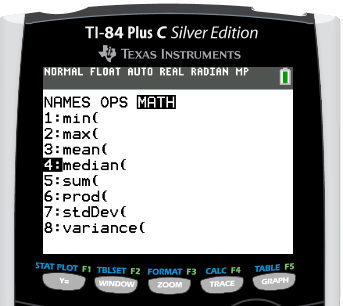 TI-84 Plus C Silver Edition
TEXAS INSTRUMENTS
NORMAL FLOAT AUTO REAL RADIAN MP
NAMES OPS MATH
1:min(
2:max(
3:mean(
4:median(
5:sum(
6:prod(
7:stdDev(
8:variance(
STAT PLOT F1 TBLSET F2 FORMAT F3 CALC F4 TABLE F5
Y= WINDOW ZOOM TRACE GRAPH